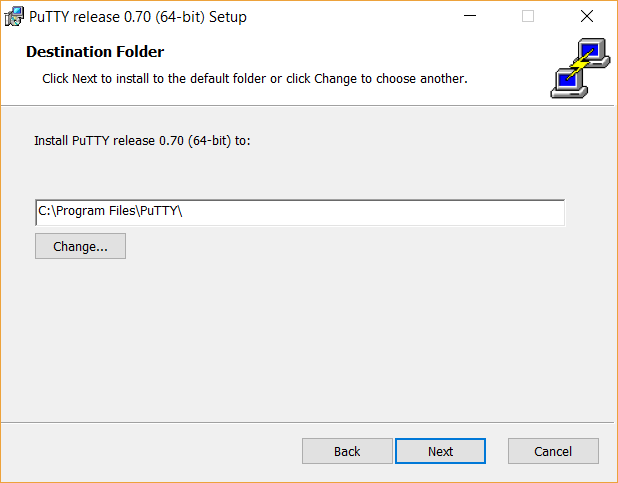 PuTTY release 0.70 (64-bit) Setup
Destination Folder
Click Next to install to the default folder or click Change to choose another.
Install PuTTY release 0.70 (64-bit) to:
C:\Program Files\PuTTY\
Change...
Back
Next
Cancel